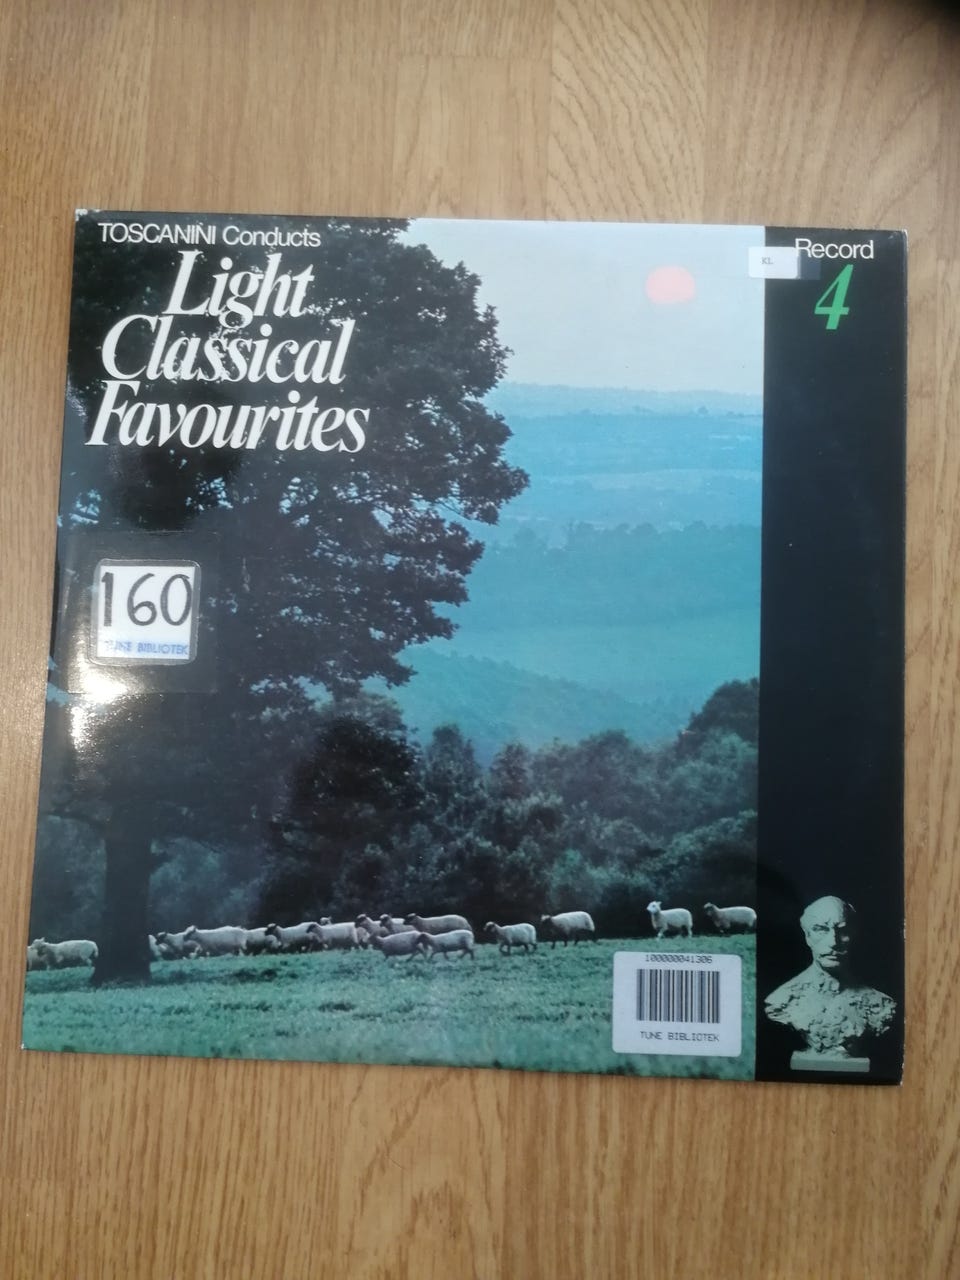 TOSCANINI Conducts
Light
Classical
Favourites
Record
4
KL
160
TUNE BIBLIOTEK
100000041306
TUNE BIBLIOTEK